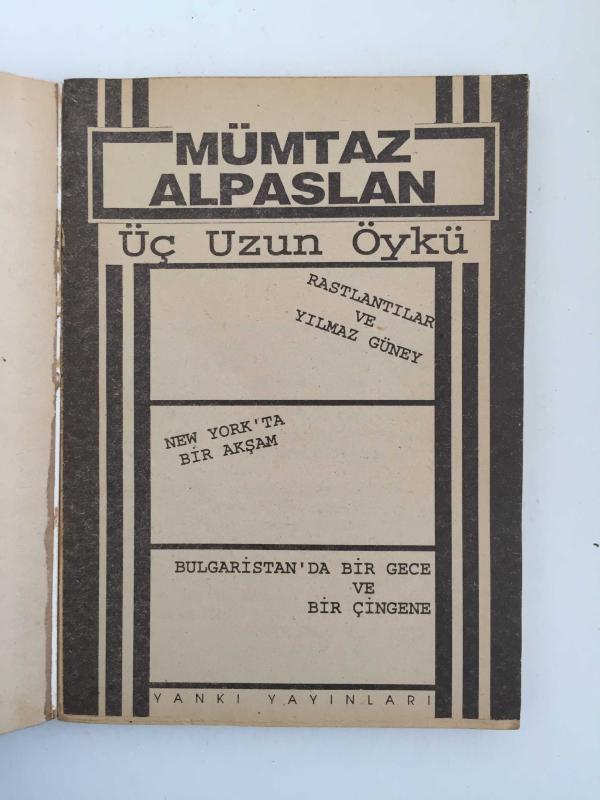 MÜMTAZ
ALPASLAN
Üç Uzun Öykü
RASTLANTILAR
VE
YILMAZ GÜNEY
NEW YORK'TA
BİR AKŞAM
BULGARİSTAN'DA BİR GECE
VE
BİR ÇİNGENE
YANKI YAYINLARI